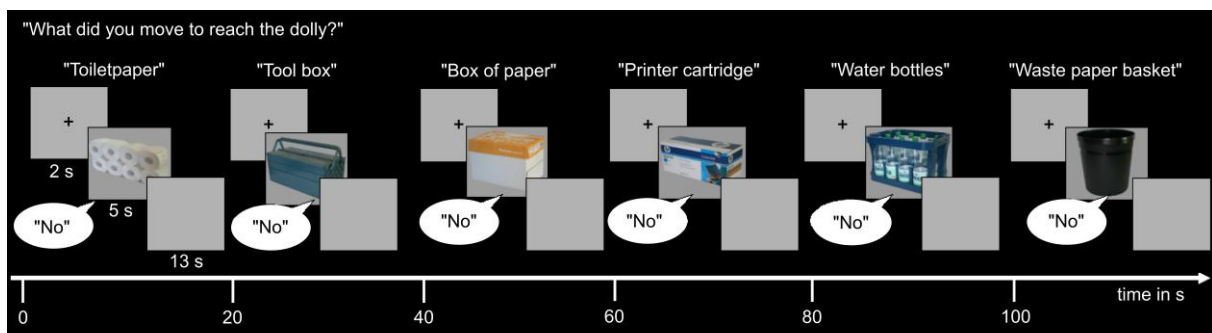 "What did you move to reach the dolly?"
"Toiletpaper" "Tool box" "Box of paper" "Printer cartridge" "Water bottles" "Waste paper basket"
2 s
5 s
"No" "No" "No" "No" "No" "No"
13 s
time in s
0 20 40 60 80 100